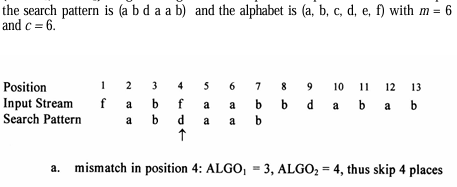 the search pattern is (a b d a a b) and the alphabet is (a, b, c, d, e, f) with m = 6
and c = 6.
Position 1 2 3 4 5 6 7 8 9 10 11 12 13
Input Stream f a b f a a b b d a b a b
Search Pattern a b d a a b
↑
a. mismatch in position 4: ALGO₁ = 3, ALGO₂ = 4, thus skip 4 places